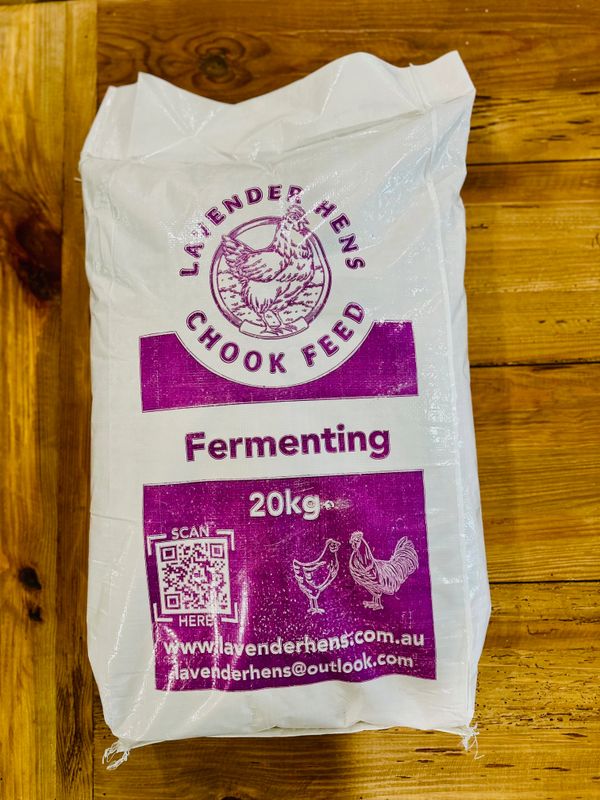 LAVENDER HENS
CHOOK FEED
Fermenting
20kg
SCAN
HERE
www.lavenderhens.com.au
lavenderhens@outlook.com